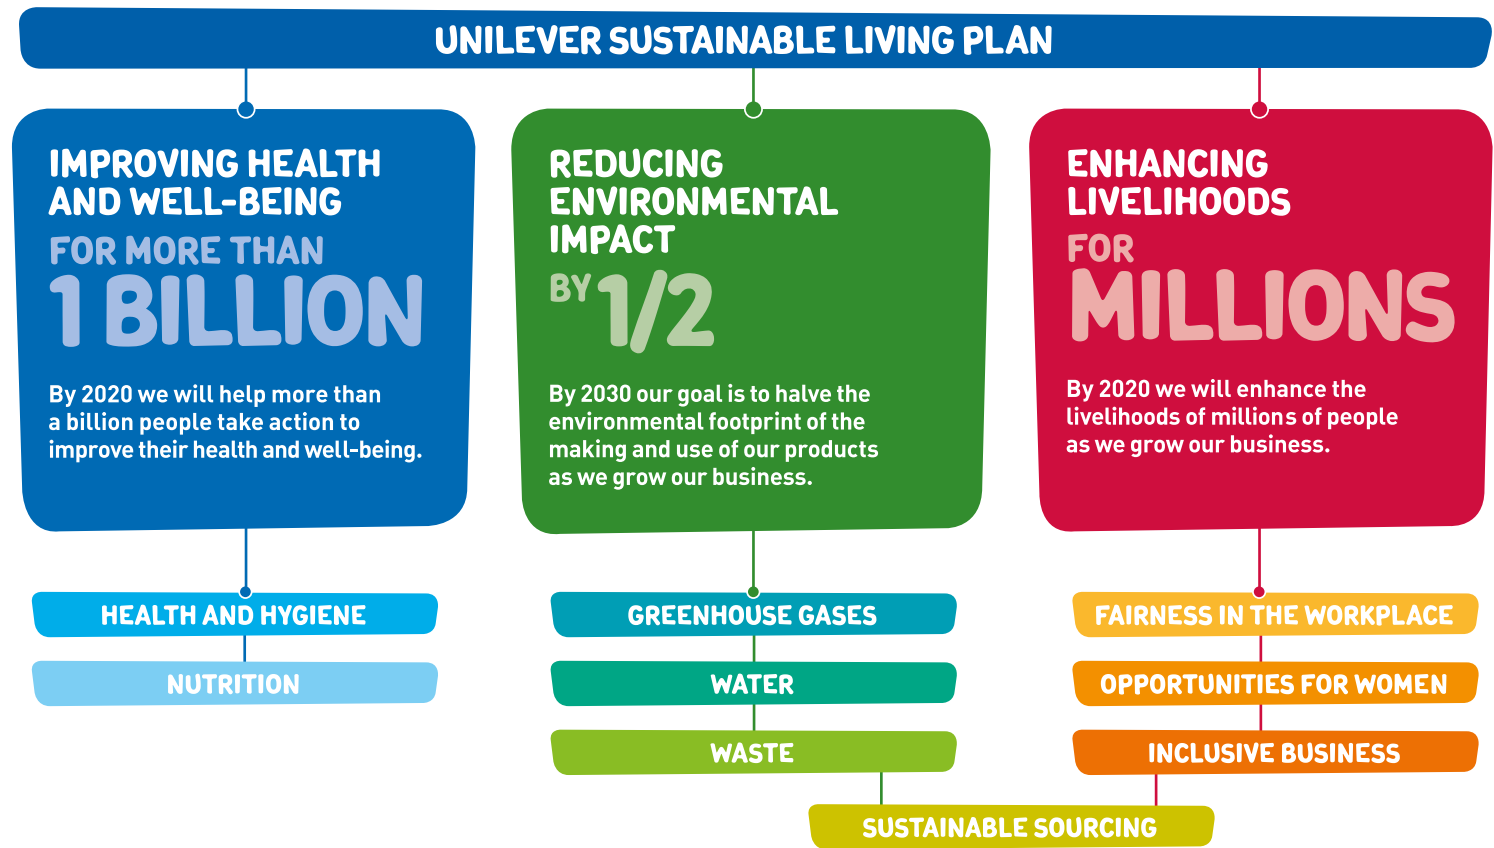 UNILEVER SUSTAINABLE LIVING PLAN
IMPROVING HEALTH
AND WELL-BEING
FOR MORE THAN
1 BILLION
By 2020 we will help more than
a billion people take action to
improve their health and well-being.
HEALTH AND HYGIENE
NUTRITION
REDUCING
ENVIRONMENTAL
IMPACT
BY 1/2
By 2030 our goal is to halve the
environmental footprint of the
making and use of our products
as we grow our business.
GREENHOUSE GASES
WATER
WASTE
ENHANCING
LIVELIHOODS
FOR
MILLIONS
By 2020 we will enhance the
livelihoods of millions of people
as we grow our business.
FAIRNESS IN THE WORKPLACE
OPPORTUNITIES FOR WOMEN
INCLUSIVE BUSINESS
SUSTAINABLE SOURCING